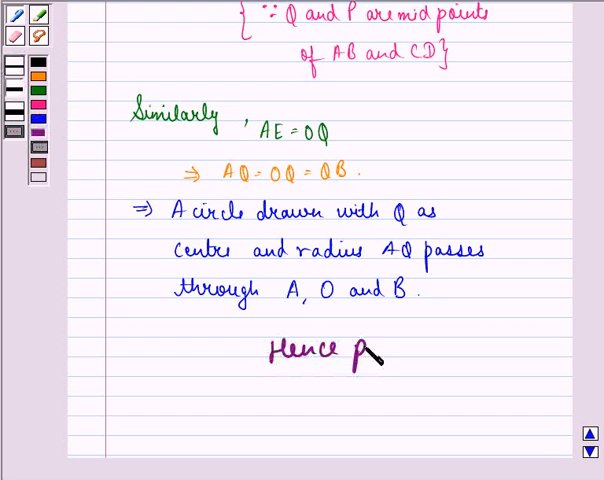 { ∵ Q and P are mid points
of AB and CD}
Similarly, AE = OQ
⇒ AQ = OQ = QB.
⇒ A circle drawn with Q as
centre and radius AQ passes
through A, O and B.
Hence p